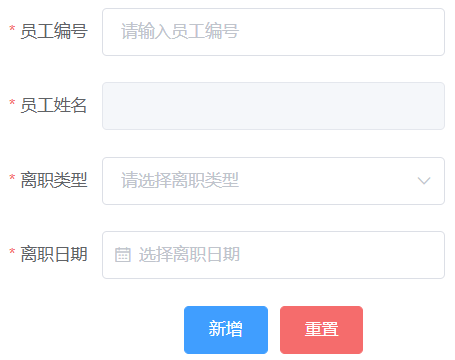 * 员工编号 请输入员工编号
* 员工姓名
* 离职类型 请选择离职类型
* 离职日期 选择离职日期
新增 重置